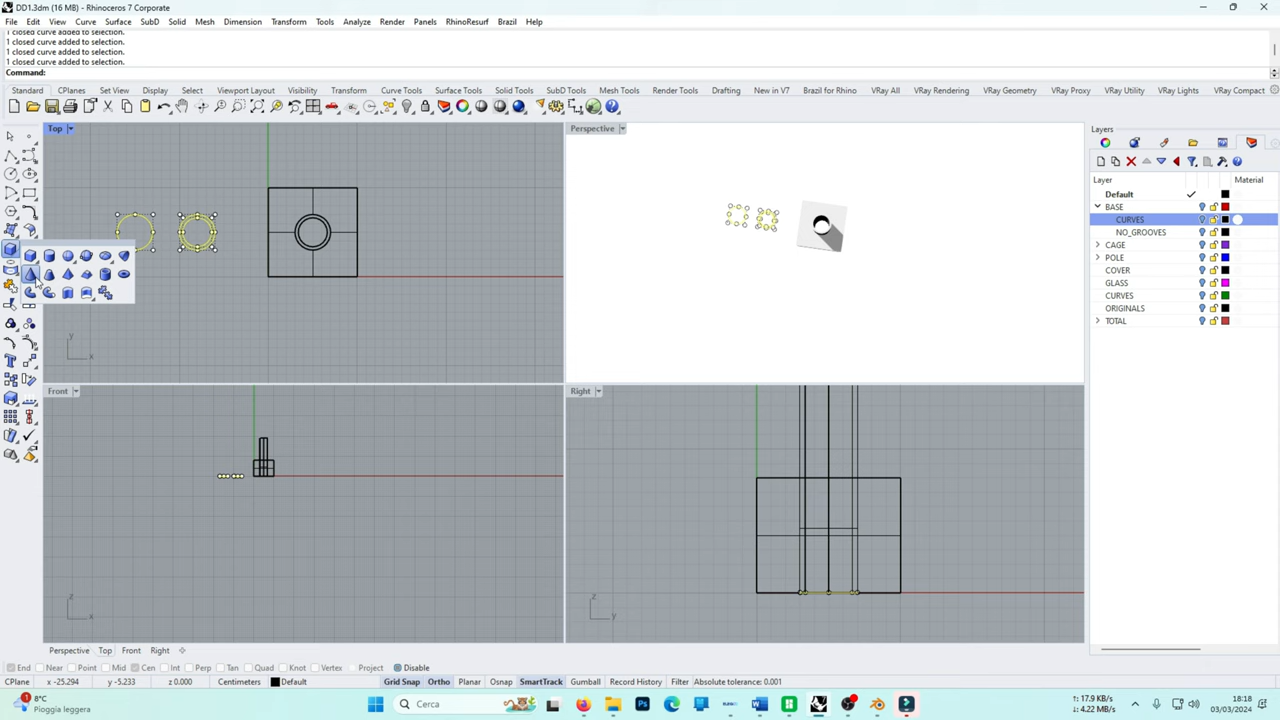 DD1.3dm (16 MB) - Rhinoceros 7 Corporate
File Edit View Curve Surface SubD Solid Mesh Dimension Transform Tools Analyze Render Panels RhinoResurf Brazil Help
1 closed curve added to selection.
1 closed curve added to selection.
1 closed curve added to selection.
1 closed curve added to selection.
Command:
Standard CPlanes Set View Display Select Viewport Layout Visibility Transform Curve Tools Surface Tools Solid Tools SubD Tools Mesh Tools Render Tools Drafting New in V7 Brazil for Rhino VRay All VRay Rendering VRay Proxy VRay Utility VRay Lights VRay Compact
Top
Perspective
Layers
Layer Material
Default
BASE
CURVES
NO_GROOVES
CAGE
POLE
COVER
GLASS
CURVES
ORIGINALS
TOTAL
y
x
Front
Right
z
x
z
y
Perspective Top Front Right
End Near Point Mid Cen Int Perp Tan Quad Knot Vertex Project Disable
CPlane x -25.294 y -5.233 z 0.000 Centimeters Default Grid Snap Ortho Planar Osnap SmartTrack Gumball Record History Filter Absolute tolerance: 0.001
1
8°C
Pioggia leggera
Cerca
↑: 17.9 KB/s
↓: 4.22 MB/s
18:18
03/03/2024